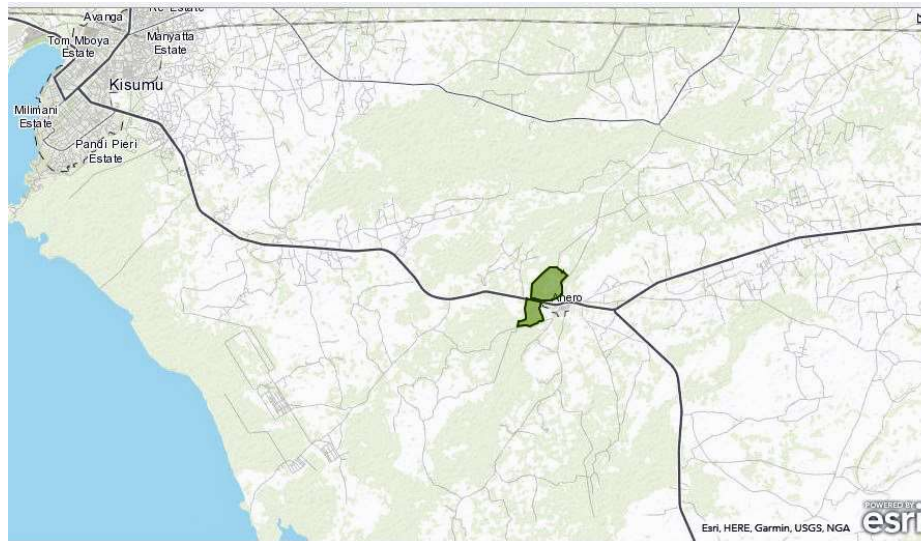 Avanga
Tom Mboya
Estate
Manyatta
Estate
Kisumu
Milimani
Estate
Pandi Pieri
Estate
Ahero
Esri, HERE, Garmin, USGS, NGA
POWERED BY
esri